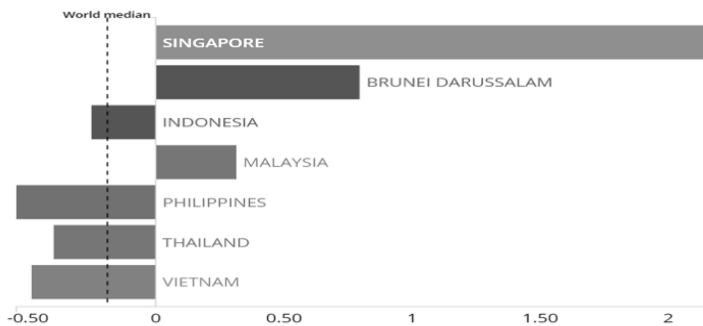 World median
SINGAPORE
BRUNEI DARUSSALAM
INDONESIA
MALAYSIA
PHILIPPINES
THAILAND
VIETNAM
-0.50 0 0.50 1 1.50 2